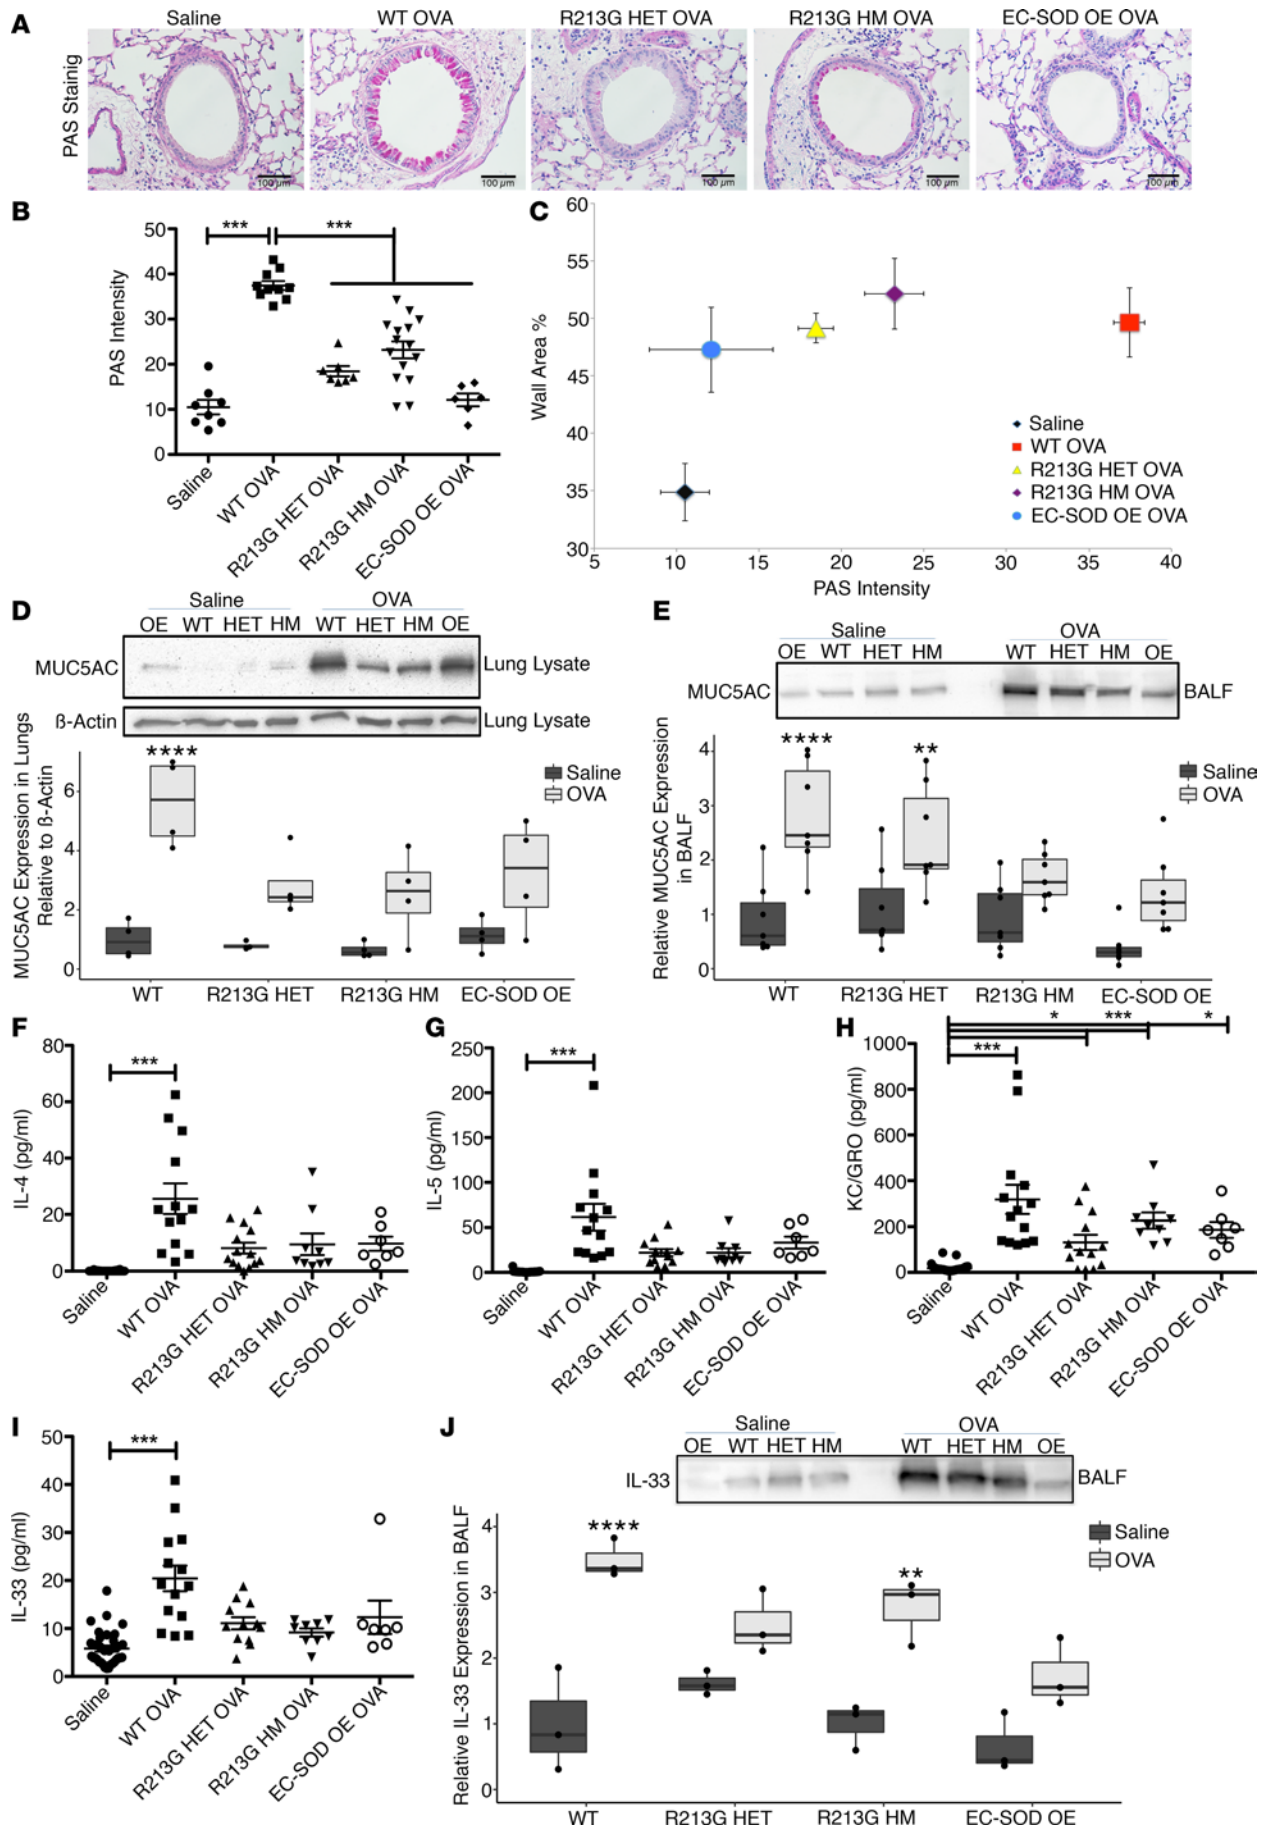 A
Saline
WT OVA
R213G HET OVA
R213G HM OVA
EC-SOD OE OVA
PAS Stainig
100 µm
100 µm
100 µm
100 µm
100 µm
B
PAS Intensity
50
40
30
20
10
0
***
***
Saline
WT OVA
R213G HET OVA
R213G HM OVA
EC-SOD OE OVA
C
Wall Area %
60
55
50
45
40
35
30
5
10
15
20
25
30
35
40
PAS Intensity
Saline
WT OVA
R213G HET OVA
R213G HM OVA
EC-SOD OE OVA
D
Saline
OVA
OE WT HET HM WT HET HM OE
MUC5AC
Lung Lysate
ß-Actin
Lung Lysate
MUC5AC Expression in Lungs
Relative to ß-Actin
6
4
2
0
****
Saline
OVA
WT
R213G HET
R213G HM
EC-SOD OE
E
Saline
OVA
OE WT HET HM WT HET HM OE
MUC5AC
BALF
Relative MUC5AC Expression
in BALF
4
3
2
1
0
****
**
Saline
OVA
WT
R213G HET
R213G HM
EC-SOD OE
F
IL-4 (pg/ml)
80
60
40
20
0
***
Saline
WT OVA
R213G HET OVA
R213G HM OVA
EC-SOD OE OVA
G
IL-5 (pg/ml)
250
200
150
100
50
0
***
Saline
WT OVA
R213G HET OVA
R213G HM OVA
EC-SOD OE OVA
H
KC/GRO (pg/ml)
1000
800
600
400
200
0
* *** *
***
Saline
WT OVA
R213G HET OVA
R213G HM OVA
EC-SOD OE OVA
I
IL-33 (pg/ml)
50
40
30
20
10
0
***
Saline
WT OVA
R213G HET OVA
R213G HM OVA
EC-SOD OE OVA
J
Saline
OVA
OE WT HET HM WT HET HM OE
IL-33
BALF
Relative IL-33 Expression in BALF
4
3
2
1
0
****
**
Saline
OVA
WT
R213G HET
R213G HM
EC-SOD OE